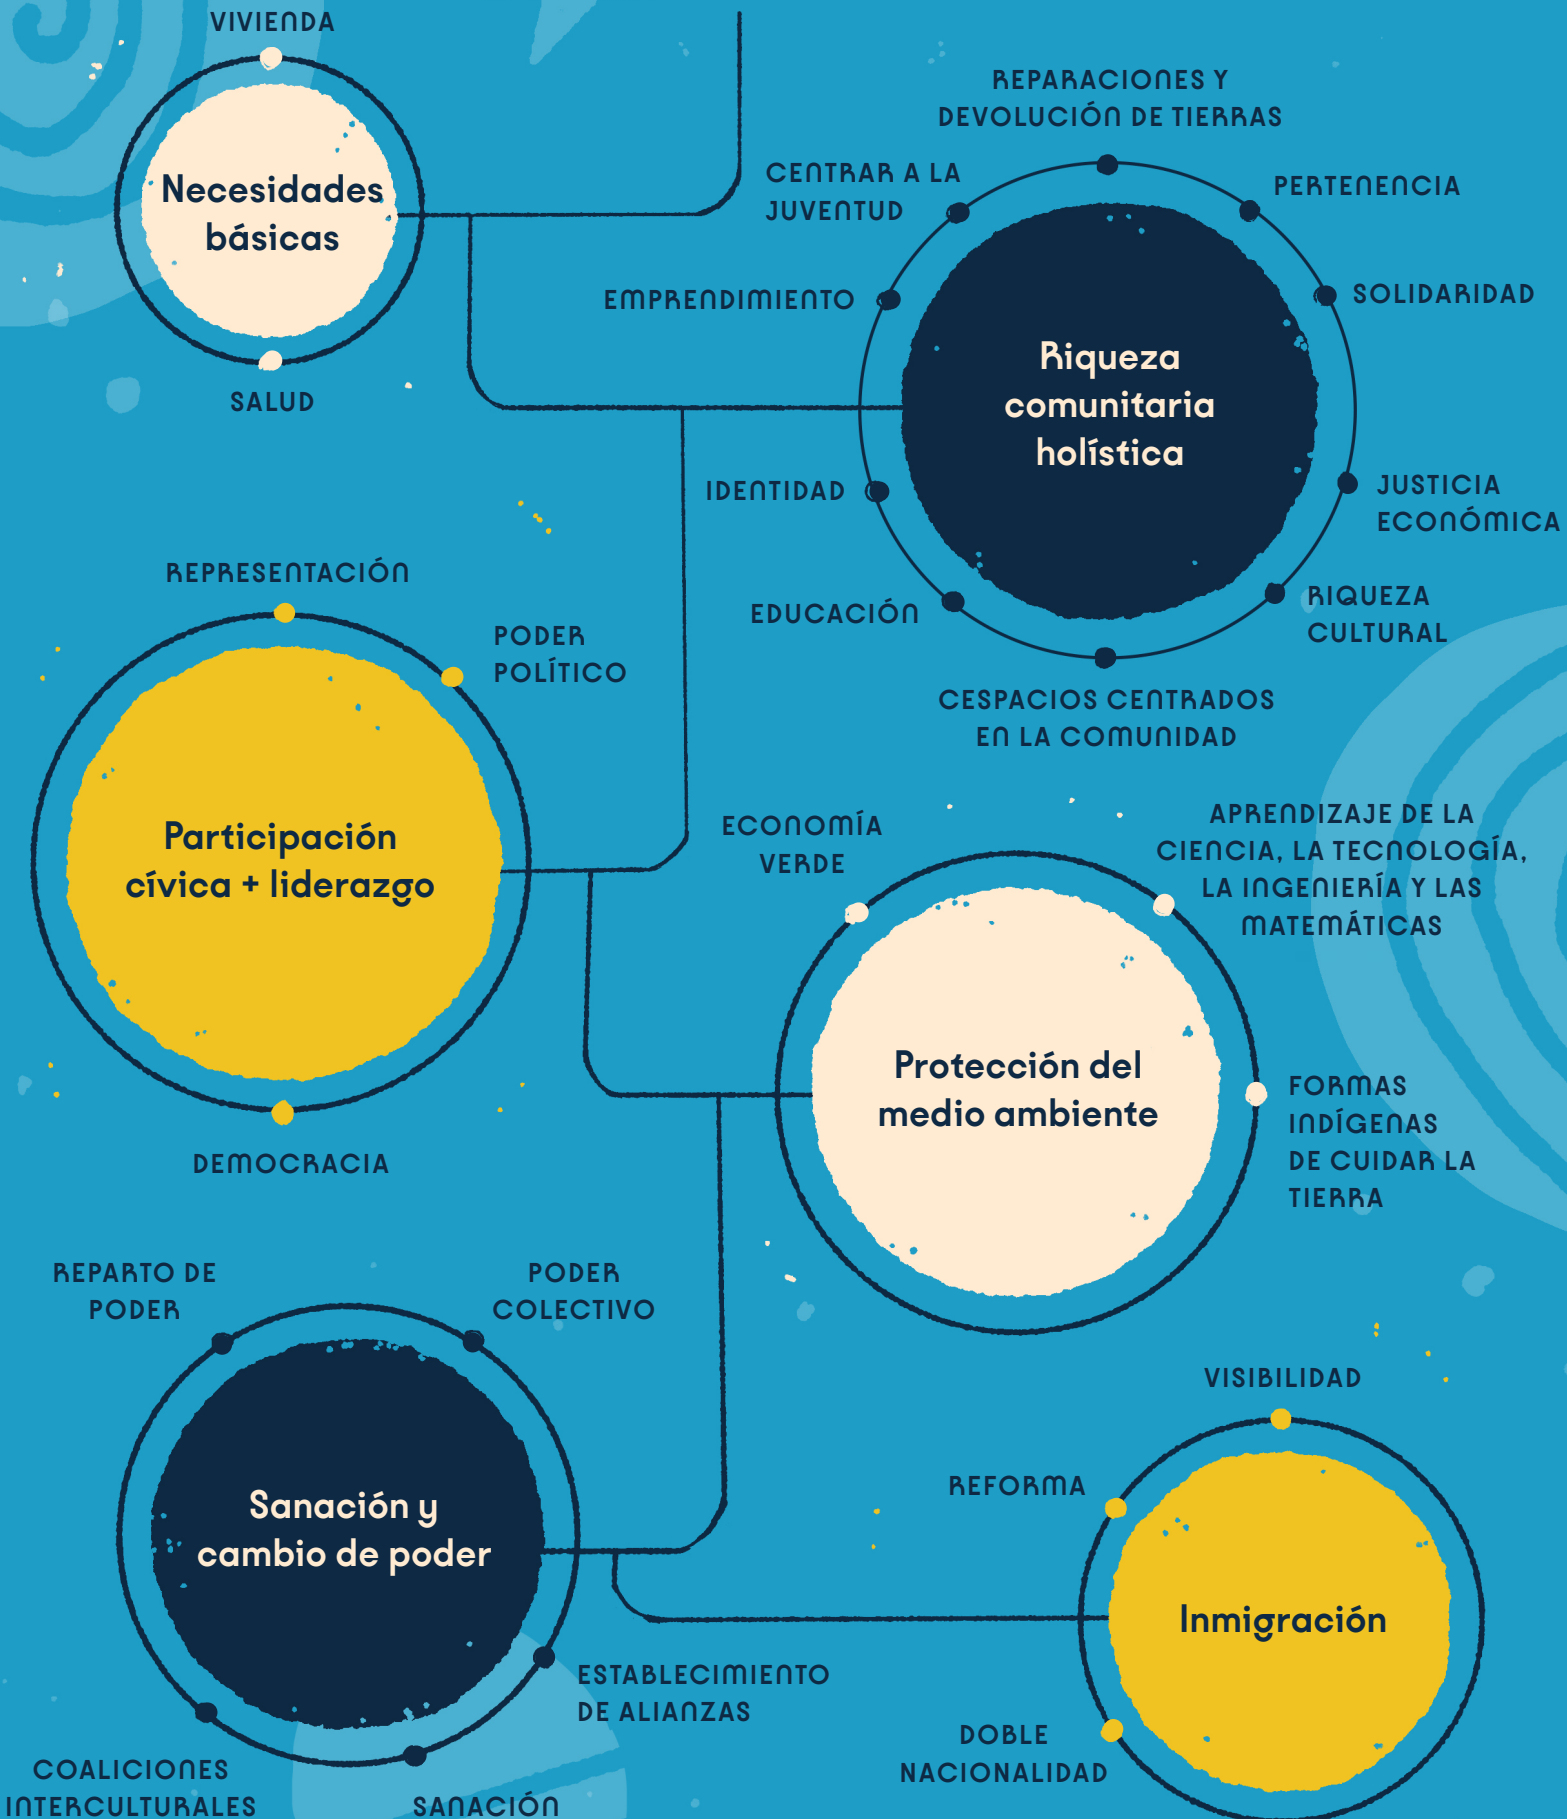 VIVIENDA
Necesidades
básicas
SALUD
REPARACIONES Y
DEVOLUCIÓN DE TIERRAS
CENTRAR A LA
JUVENTUD
PERTENENCIA
EMPRENDIMIENTO
SOLIDARIDAD
Riqueza
comunitaria
holística
IDENTIDAD
JUSTICIA
ECONÓMICA
EDUCACIÓN
RIQUEZA
CULTURAL
CESPACIOS CENTRADOS
EN LA COMUNIDAD
REPRESENTACIÓN
PODER
POLÍTICO
Participación
cívica + liderazgo
DEMOCRACIA
ECONOMÍA
VERDE
APRENDIZAJE DE LA
CIENCIA, LA TECNOLOGÍA,
LA INGENIERÍA Y LAS
MATEMÁTICAS
Protección del
medio ambiente
FORMAS
INDÍGENAS
DE CUIDAR LA
TIERRA
REPARTO DE
PODER
PODER
COLECTIVO
Sanación y
cambio de poder
ESTABLECIMIENTO
DE ALIANZAS
COALICIONES
INTERCULTURALES
SANACIÓN
VISIBILIDAD
REFORMA
Inmigración
DOBLE
NACIONALIDAD